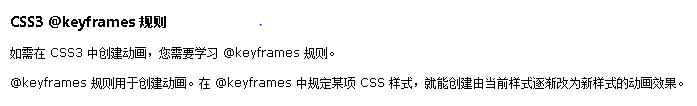 CSS3 @keyframes 规则
如需在 CSS3 中创建动画，您需要学习 @keyframes 规则。
@keyframes 规则用于创建动画。在 @keyframes 中规定某项 CSS 样式，就能创建由当前样式逐渐改为新样式的动画效果。